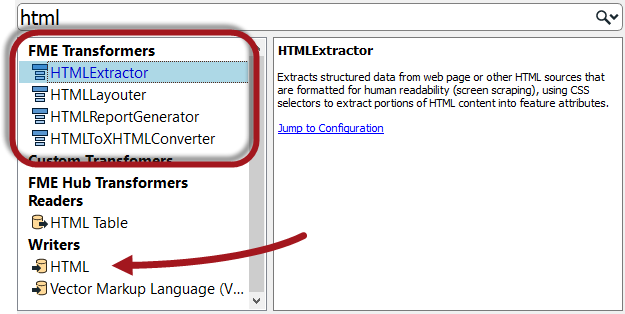 html
FME Transformers
HTMLExtractor
HTMLLayouter
HTMLReportGenerator
HTMLToXHTMLConverter
Custom Transformers
FME Hub Transformers
Readers
HTML Table
Writers
HTML
Vector Markup Language (V...
HTMLExtractor
Extracts structured data from web page or other HTML sources that
are formatted for human readability (screen scraping), using CSS
selectors to extract portions of HTML content into feature attributes.
Jump to Configuration